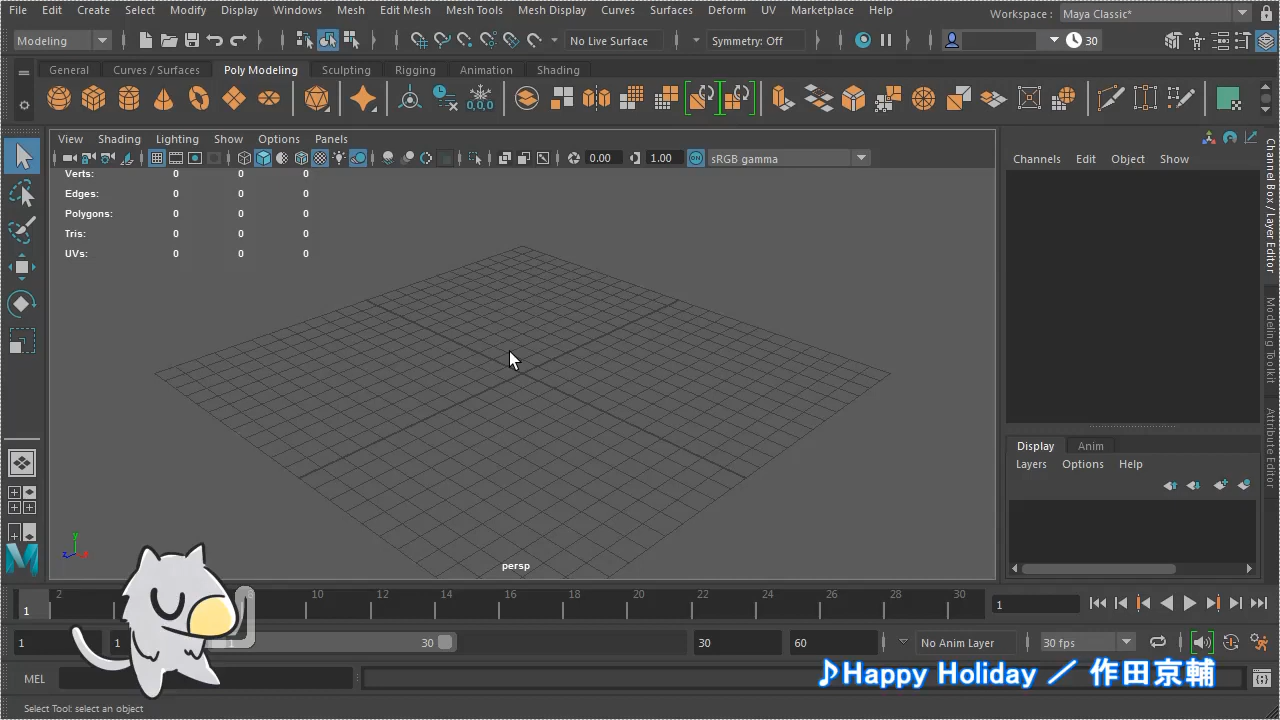 File Edit Create Select Modify Display Windows Mesh Edit Mesh Mesh Tools Mesh Display Curves Surfaces Deform UV Marketplace Help Workspace : Maya Classic*
Modeling No Live Surface Symmetry: Off 30
General Curves / Surfaces Poly Modeling Sculpting Rigging Animation Shading
0,0,0
View Shading Lighting Show Options Panels
0.00 1.00 ON sRGB gamma
Channels Edit Object Show
Channel Box / Layer Editor
Modeling Toolkit
Attribute Editor
Verts: 0 0 0
Edges: 0 0 0
Polygons: 0 0 0
Tris: 0 0 0
UVs: 0 0 0
Display Anim
Layers Options Help
y
z
persp
1 2 8 10 12 14 16 18 20 22 24 26 28 30 1
1 1 1 30 30 60 No Anim Layer 30 fps
MEL
♪Happy Holiday ／ 作田京輔
Select Tool: select an object